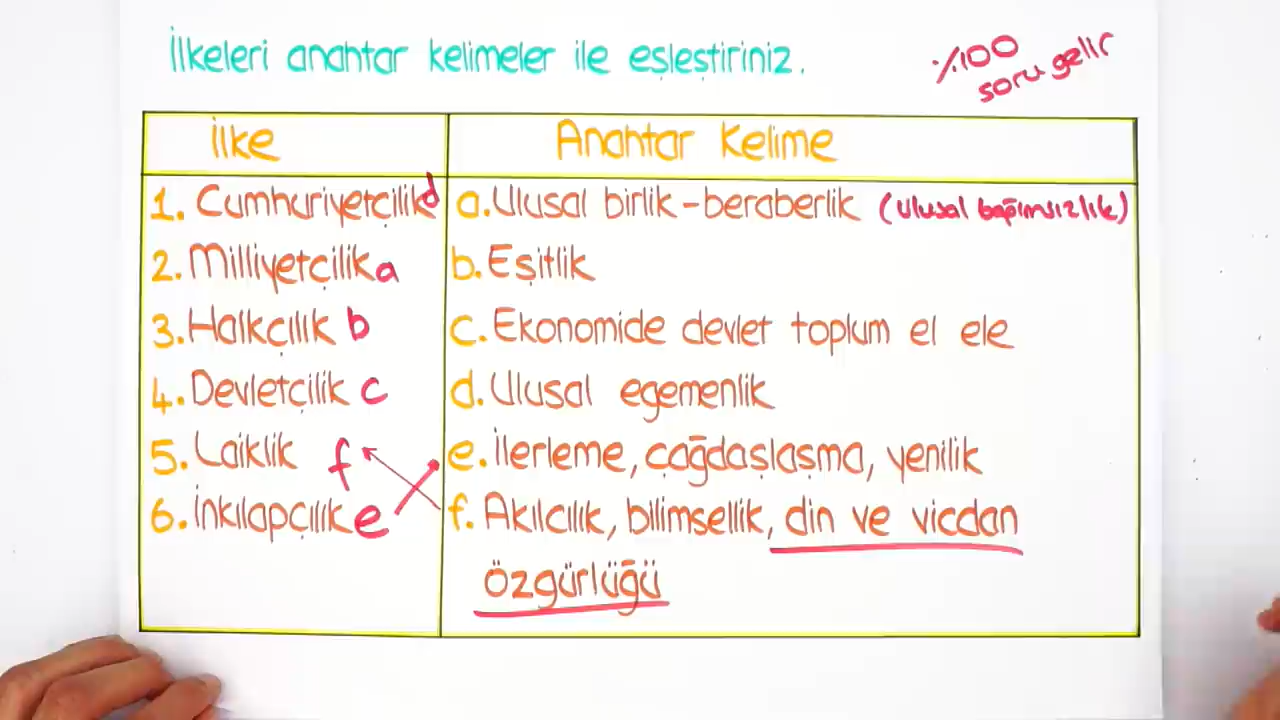 İlkeleri anahtar kelimeler ile eşleştiriniz.
%100
soru gelir
İlke
Anahtar Kelime
1. Cumhuriyetçilik d
a. Ulusal birlik-beraberlik (ulusal bağımsızlık)
2. Milliyetçilik a
b. Eşitlik
3. Halkçılık b
c. Ekonomide devlet toplum el ele
4. Devletçilik c
d. Ulusal egemenlik
5. Laiklik f
e. İlerleme, çağdaşlaşma, yenilik
6. İnkılapçılık e
f. Akılcılık, bilimsellik, din ve vicdan
özgürlüğü